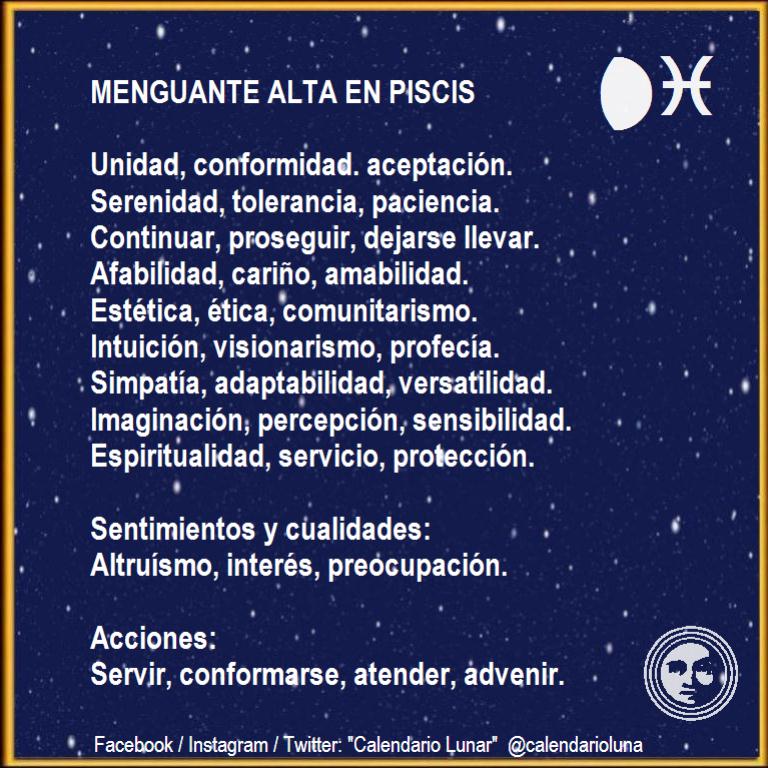 MENGUANTE ALTA EN PISCIS
Unidad, conformidad. aceptación.
Serenidad, tolerancia, paciencia.
Continuar, proseguir, dejarse llevar.
Afabilidad, cariño, amabilidad.
Estética, ética, comunitarismo.
Intuición, visionarismo, profecía.
Simpatía, adaptabilidad, versatilidad.
Imaginación, percepción, sensibilidad.
Espiritualidad, servicio, protección.
Sentimientos y cualidades:
Altruísmo, interés, preocupación.
Acciones:
Servir, conformarse, atender, advenir.
Facebook / Instagram / Twitter: "Calendario Lunar" @calendarioluna